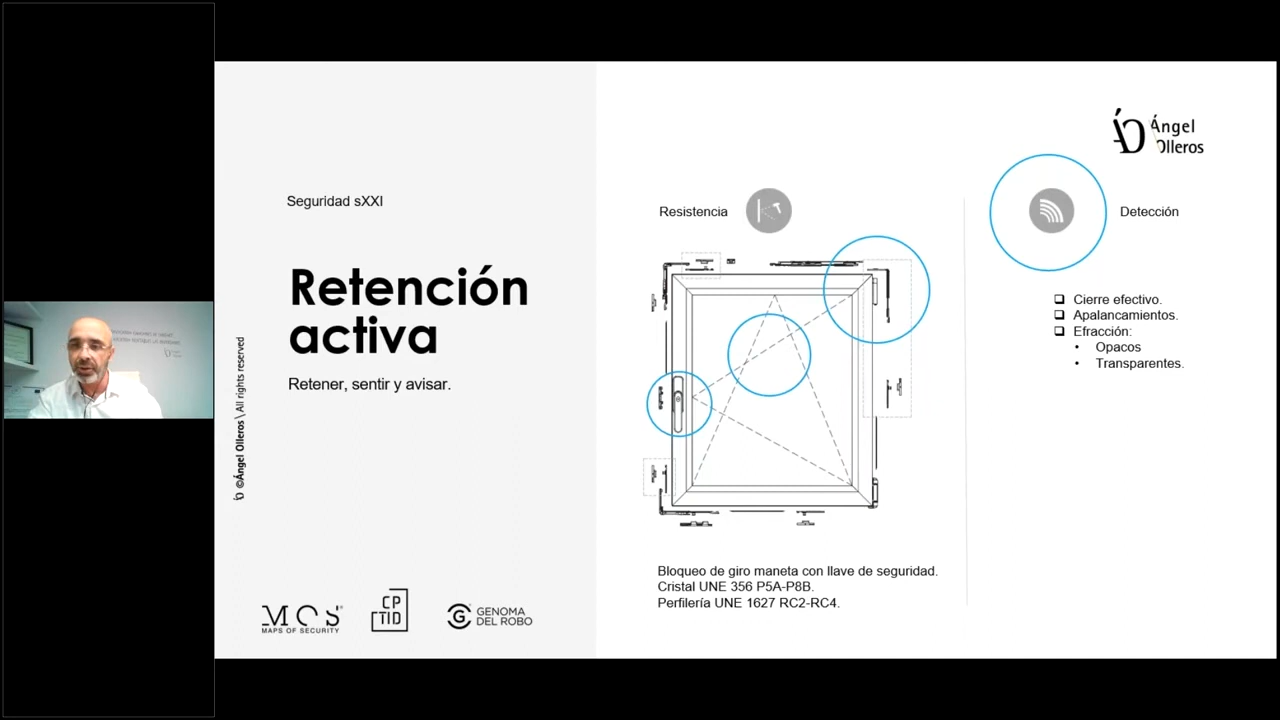 Seguridad sXXI
Retención
activa
Retener, sentir y avisar.
©Ángel Olleros \ All rights reserved
MOS
MAPS OF SECURITY
CP
TID
GENOMA
DEL ROBO
Ángel
Olleros
Resistencia
Detección
Cierre efectivo.
Apalancamientos.
Efracción:
• Opacos
• Transparentes.
Bloqueo de giro maneta con llave de seguridad.
Cristal UNE 356 P5A-P8B.
Perfilería UNE 1627 RC2-RC4.